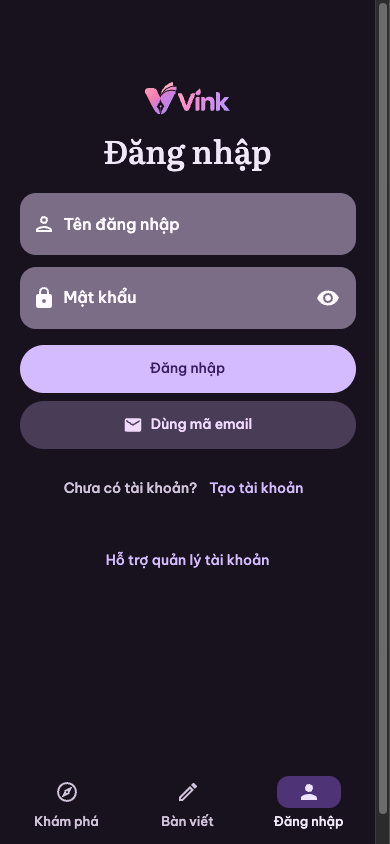 Vink
Đăng nhập
Tên đăng nhập
Mật khẩu
Đăng nhập
Dùng mã email
Chưa có tài khoản? Tạo tài khoản
Hỗ trợ quản lý tài khoản
Khám phá Bàn viết Đăng nhập